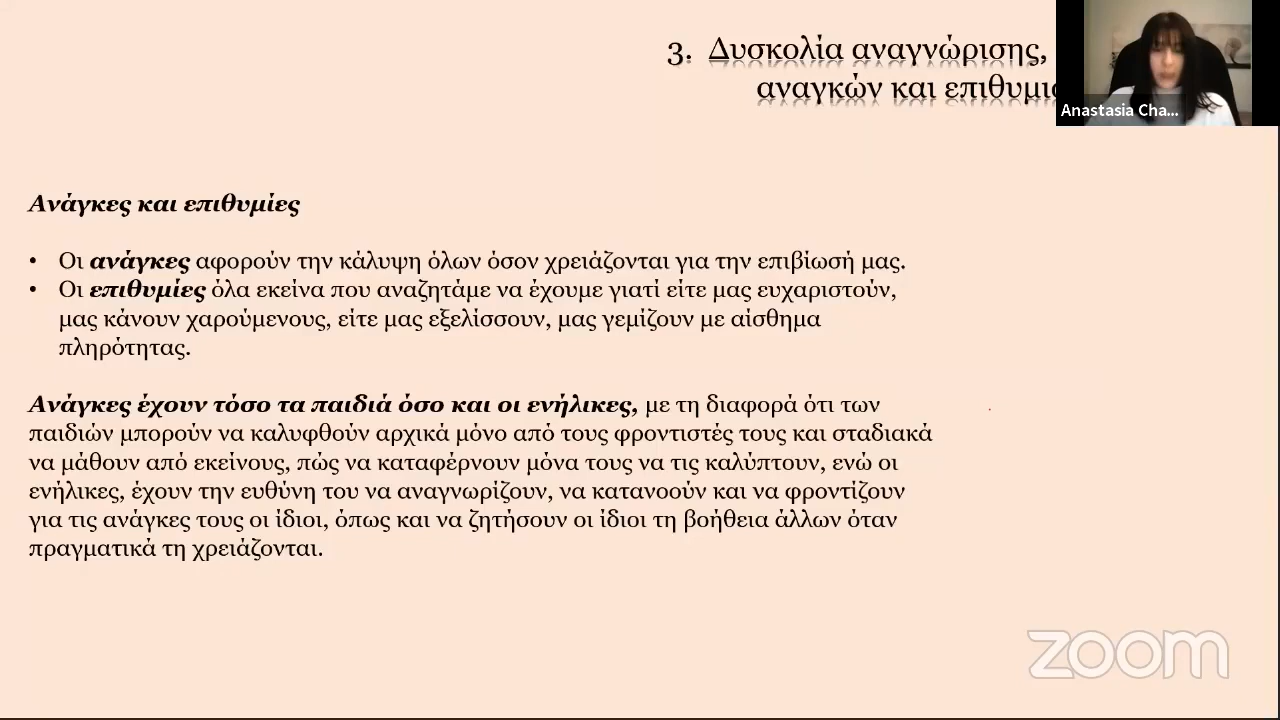 3. Δυσκολία αναγνώρισης,
αναγκών και
Anastasia Cha...
Ανάγκες και επιθυμίες
• Οι ανάγκες αφορούν την κάλυψη όλων όσον χρειάζονται για την επιβίωσή μας.
• Οι επιθυμίες όλα εκείνα που αναζητάμε να έχουμε γιατί είτε μας ευχαριστούν,
μας κάνουν χαρούμενους, είτε μας εξελίσσουν, μας γεμίζουν με αίσθημα
πληρότητας.
Ανάγκες έχουν τόσο τα παιδιά όσο και οι ενήλικες, με τη διαφορά ότι των
παιδιών μπορούν να καλυφθούν αρχικά μόνο από τους φροντιστές τους και σταδιακά
να μάθουν από εκείνους, πώς να καταφέρνουν μόνα τους να τις καλύπτουν, ενώ οι
ενήλικες, έχουν την ευθύνη του να αναγνωρίζουν, να κατανοούν και να φροντίζουν
για τις ανάγκες τους οι ίδιοι, όπως και να ζητήσουν οι ίδιοι τη βοήθεια άλλων όταν
πραγματικά τη χρειάζονται.
zoom